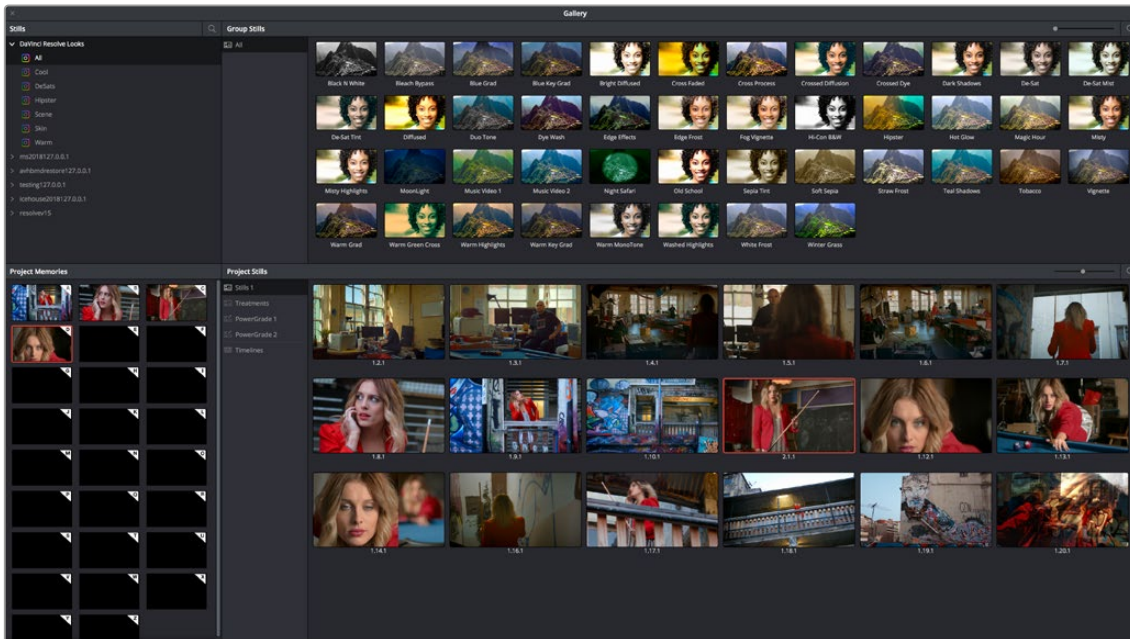 Gallery
Stills
Group Stills
DaVinci Resolve Looks
All
Cool
DeSats
Hipster
Scene
Skin
Warm
ms2018127.0.0.1
avhbmdrestore127.0.0.1
testing127.0.0.1
icehouse2018127.0.0.1
resolvev15
All
Black N White Bleach Bypass Blue Grad Blue Key Grad Bright Diffused Cross Faded Cross Process Crossed Diffusion Crossed Dye Dark Shadows De-Sat De-Sat Mist
De-Sat Tint Diffused Duo Tone Dye Wash Edge Effects Edge Frost Fog Vignette Hi-Con B&W Hipster Hot Glow Magic Hour Misty
Misty Highlights MoonLight Music Video 1 Music Video 2 Night Safari Old School Sepia Tint Soft Sepia Straw Frost Teal Shadows Tobacco Vignette
Warm Grad Warm Green Cross Warm Highlights Warm Key Grad Warm MonoTone Washed Highlights White Frost Winter Grass
Project Memories
Project Stills
Stills 1
Treatments
PowerGrade 1
PowerGrade 2
Timelines
1.2.1 1.3.1 1.4.1 1.5.1 1.6.1 1.7.1
1.8.1 1.9.1 1.10.1 2.1.1 1.12.1 1.13.1
1.14.1 1.16.1 1.17.1 1.18.1 1.19.1 1.20.1